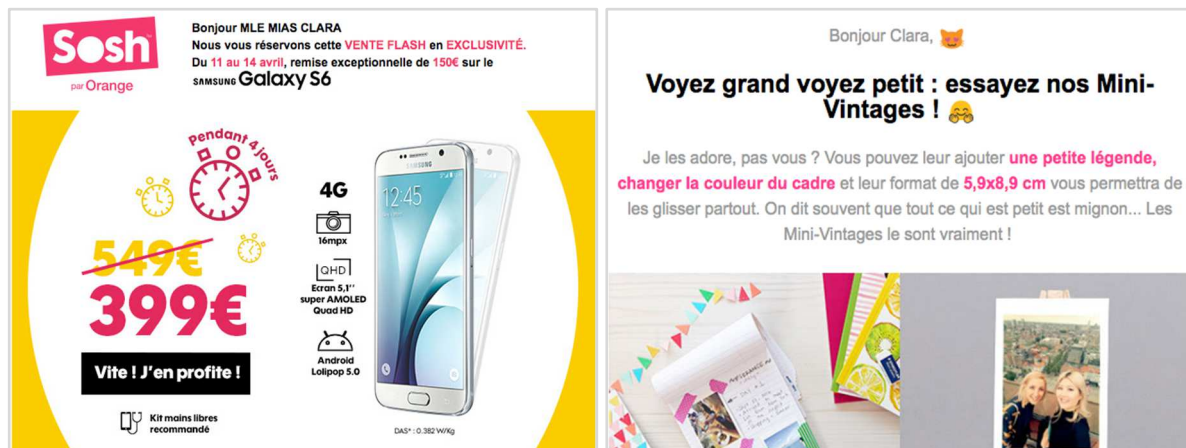 Sosh
par Orange
Bonjour MLE MIAS CLARA
Nous vous réservons cette VENTE FLASH en EXCLUSIVITÉ.
Du 11 au 14 avril, remise exceptionnelle de 150€ sur le
SAMSUNG Galaxy S6
Pendant 4 jours
549€
399€
Vite ! J'en profite !
Kit mains libres
recommandé
4G
16mpx
QHD
Ecran 5,1''
super AMOLED
Quad HD
Android
Lolipop 5.0
SAMSUNG
12:45
DAS* : 0.382 W/Kg
Bonjour Clara,
Voyez grand voyez petit : essayez nos Mini-
Vintages !
Je les adore, pas vous ? Vous pouvez leur ajouter une petite légende,
changer la couleur du cadre et leur format de 5,9x8,9 cm vous permettra de
les glisser partout. On dit souvent que tout ce qui est petit est mignon... Les
Mini-Vintages le sont vraiment !